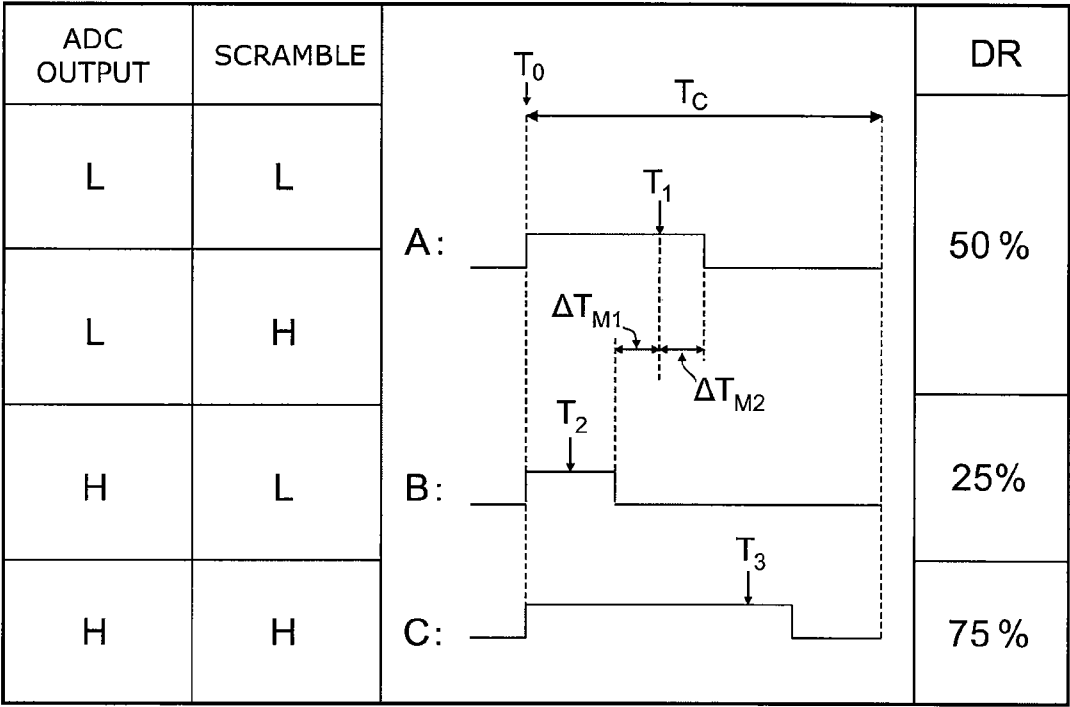 ADC OUTPUT SCRAMBLE DR
T0
TC
L L
T1
A: 50 %
ΔTM1
L H
ΔTM2
T2
H L B: 25%
T3
H H C: 75 %